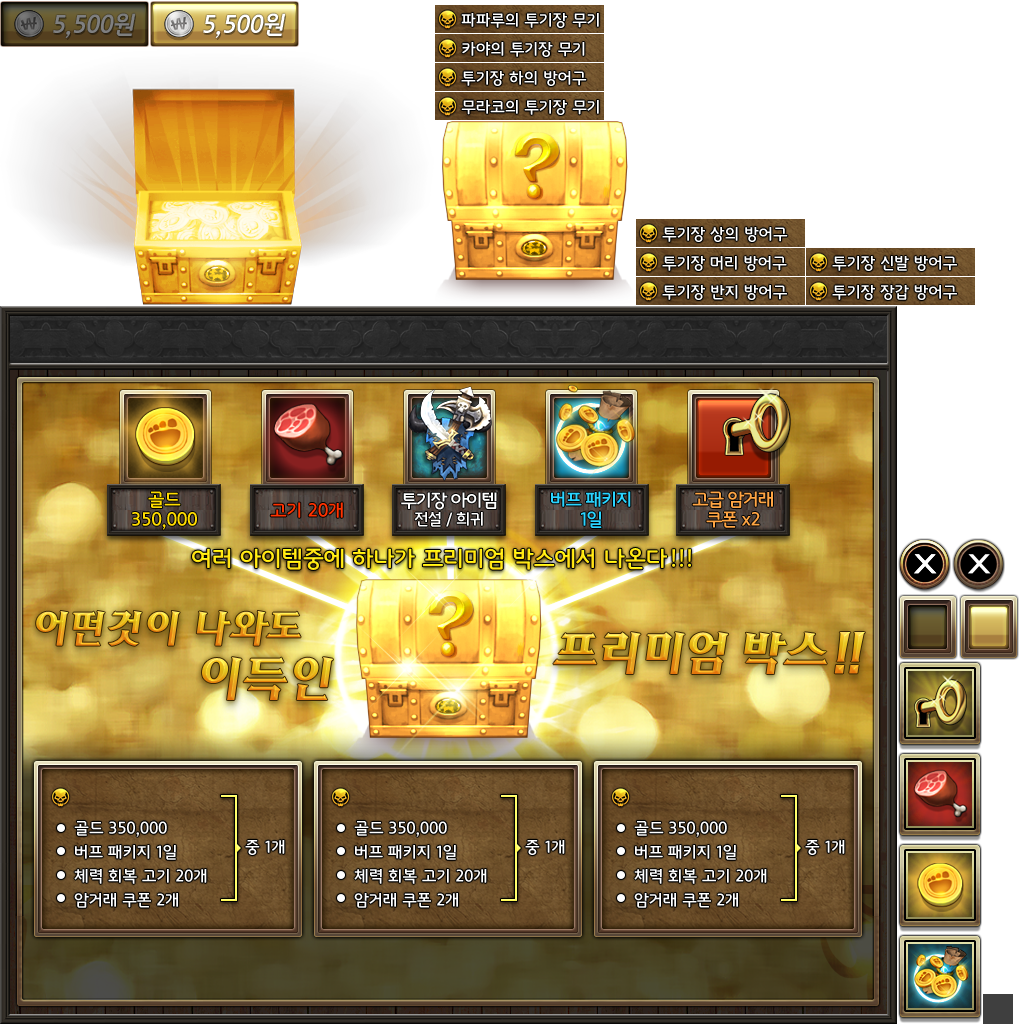 5,500원
5,500원
파파루의 투기장 무기
카야의 투기장 무기
투기장 하의 방어구
무라코의 투기장 무기
?
투기장 상의 방어구
투기장 머리 방어구
투기장 신발 방어구
투기장 반지 방어구
투기장 장갑 방어구
골드
350,000
고기 20개
투기장 아이템
전설 / 희귀
버프 패키지
1일
고급 암거래
쿠폰 x2
여러 아이템중에 하나가 프리미엄 박스에서 나온다!!!
어떤것이 나와도
이득인
?
프리미엄 박스!!
골드 350,000
버프 패키지 1일
체력 회복 고기 20개
암거래 쿠폰 2개
중 1개
골드 350,000
버프 패키지 1일
체력 회복 고기 20개
암거래 쿠폰 2개
중 1개
골드 350,000
버프 패키지 1일
체력 회복 고기 20개
암거래 쿠폰 2개
중 1개